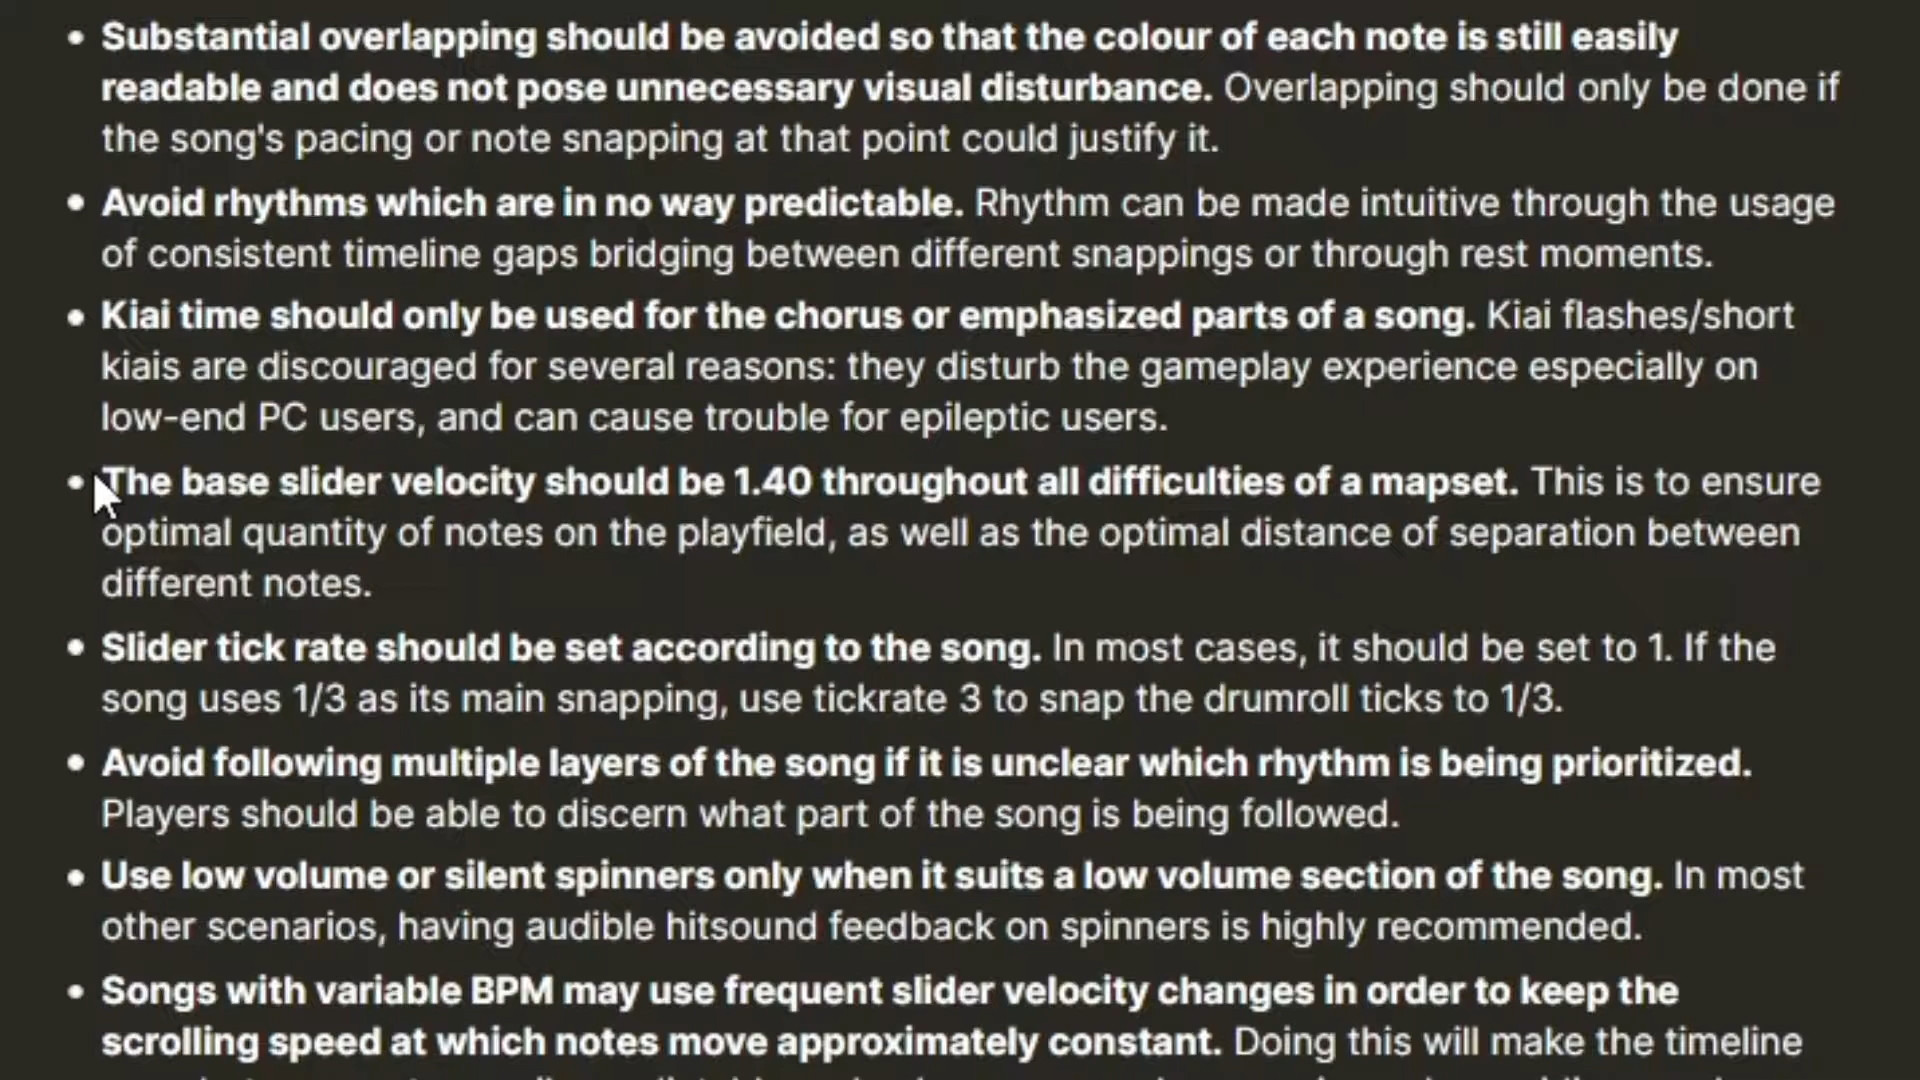 • Substantial overlapping should be avoided so that the colour of each note is still easily
readable and does not pose unnecessary visual disturbance. Overlapping should only be done if
the song's pacing or note snapping at that point could justify it.
• Avoid rhythms which are in no way predictable. Rhythm can be made intuitive through the usage
of consistent timeline gaps bridging between different snappings or through rest moments.
• Kiai time should only be used for the chorus or emphasized parts of a song. Kiai flashes/short
kiais are discouraged for several reasons: they disturb the gameplay experience especially on
low-end PC users, and can cause trouble for epileptic users.
• The base slider velocity should be 1.40 throughout all difficulties of a mapset. This is to ensure
optimal quantity of notes on the playfield, as well as the optimal distance of separation between
different notes.
• Slider tick rate should be set according to the song. In most cases, it should be set to 1. If the
song uses 1/3 as its main snapping, use tickrate 3 to snap the drumroll ticks to 1/3.
• Avoid following multiple layers of the song if it is unclear which rhythm is being prioritized.
Players should be able to discern what part of the song is being followed.
• Use low volume or silent spinners only when it suits a low volume section of the song. In most
other scenarios, having audible hitsound feedback on spinners is highly recommended.
• Songs with variable BPM may use frequent slider velocity changes in order to keep the
scrolling speed at which notes move approximately constant. Doing this will make the timeline